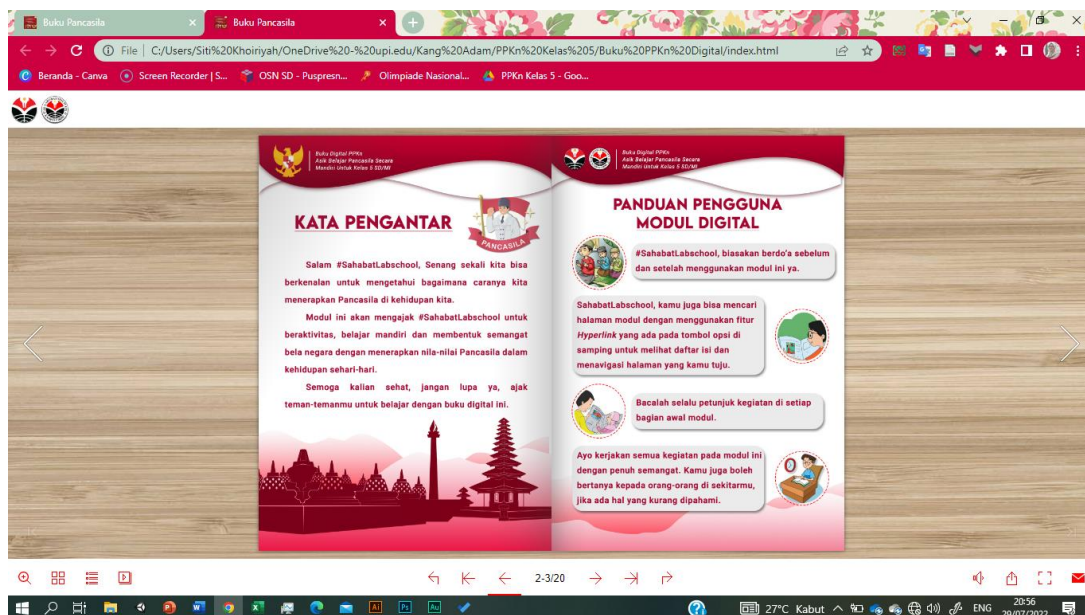 Buku Pancasila
Buku Pancasila
File | C:/Users/Siti%20Khoiriyah/OneDrive%20-%20upi.edu/Kang%20Adam/PPKn%20Kelas%205/Buku%20PPKn%20Digital/index.html
Beranda - Canva
Screen Recorder | S...
OSN SD - Puspresn...
Olimpiade Nasional...
PPKn Kelas 5 - Goo...
Buku Digital PPKn
Asik Belajar Pancasila Secara
Mandiri Untuk Kelas 5 SD/MI
KATA PENGANTAR
PANCASILA
Salam #SahabatLabschool, Senang sekali kita bisa
berkenalan untuk mengetahui bagaimana caranya kita
menerapkan Pancasila di kehidupan kita.
Modul ini akan mengajak #SahabatLabschool untuk
beraktivitas, belajar mandiri dan membentuk semangat
bela negara dengan menerapkan nila-nilai Pancasila dalam
kehidupan sehari-hari.
Semoga kalian sehat, jangan lupa ya, ajak
teman-temanmu untuk belajar dengan buku digital ini.
Buku Digital PPKn
Asik Belajar Pancasila Secara
Mandiri Untuk Kelas 5 SD/MI
PANDUAN PENGGUNA
MODUL DIGITAL
#SahabatLabschool, biasakan berdo'a sebelum
dan setelah menggunakan modul ini ya.
SahabatLabschool, kamu juga bisa mencari
halaman modul dengan menggunakan fitur
Hyperlink yang ada pada tombol opsi di
samping untuk melihat daftar isi dan
menavigasi halaman yang kamu tuju.
Bacalah selalu petunjuk kegiatan di setiap
bagian awal modul.
Ayo kerjakan semua kegiatan pada modul ini
dengan penuh semangat. Kamu juga boleh
bertanya kepada orang-orang di sekitarmu,
jika ada hal yang kurang dipahami.
2-3/20
27°C Kabut
ENG
20:56
29/07/2022